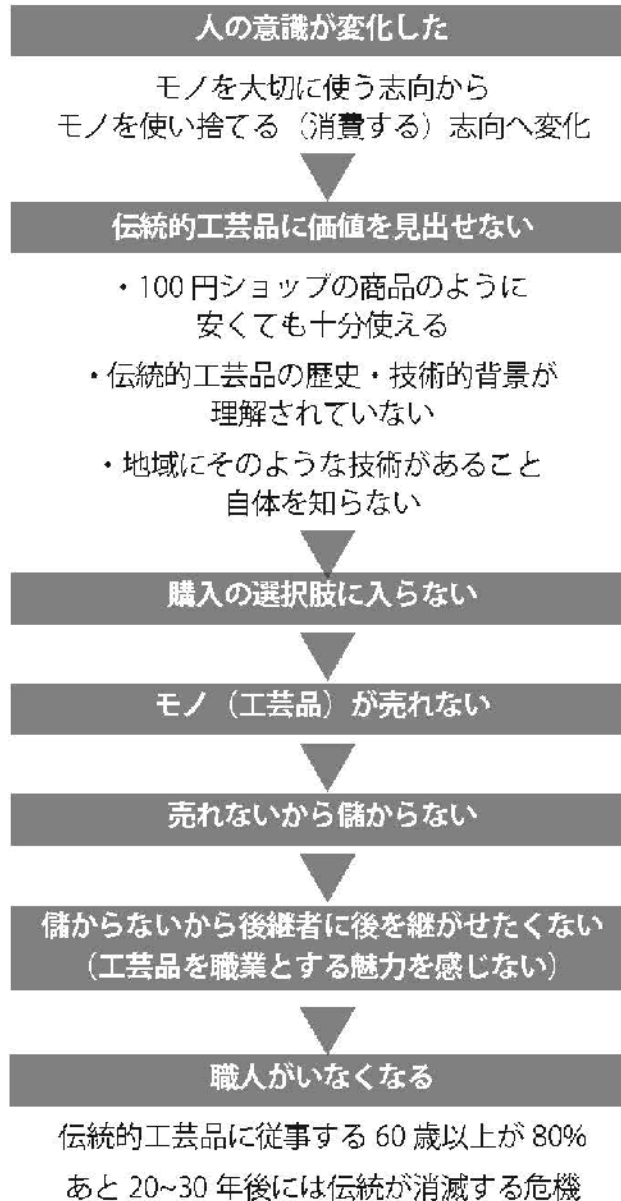 人の意識が変化した
モノを大切に使う志向から
モノを使い捨てる（消費する）志向へ変化
伝統的工芸品に価値を見出せない
・100円ショップの商品のように
安くても十分使える
・伝統的工芸品の歴史・技術的背景が
理解されていない
・地域にそのような技術があること
自体を知らない
購入の選択肢に入らない
モノ（工芸品）が売れない
売れないから儲からない
儲からないから後継者に後を継がせたくない
（工芸品を職業とする魅力を感じない）
職人がいなくなる
伝統的工芸品に従事する60歳以上が80%
あと20~30年後には伝統が消滅する危機